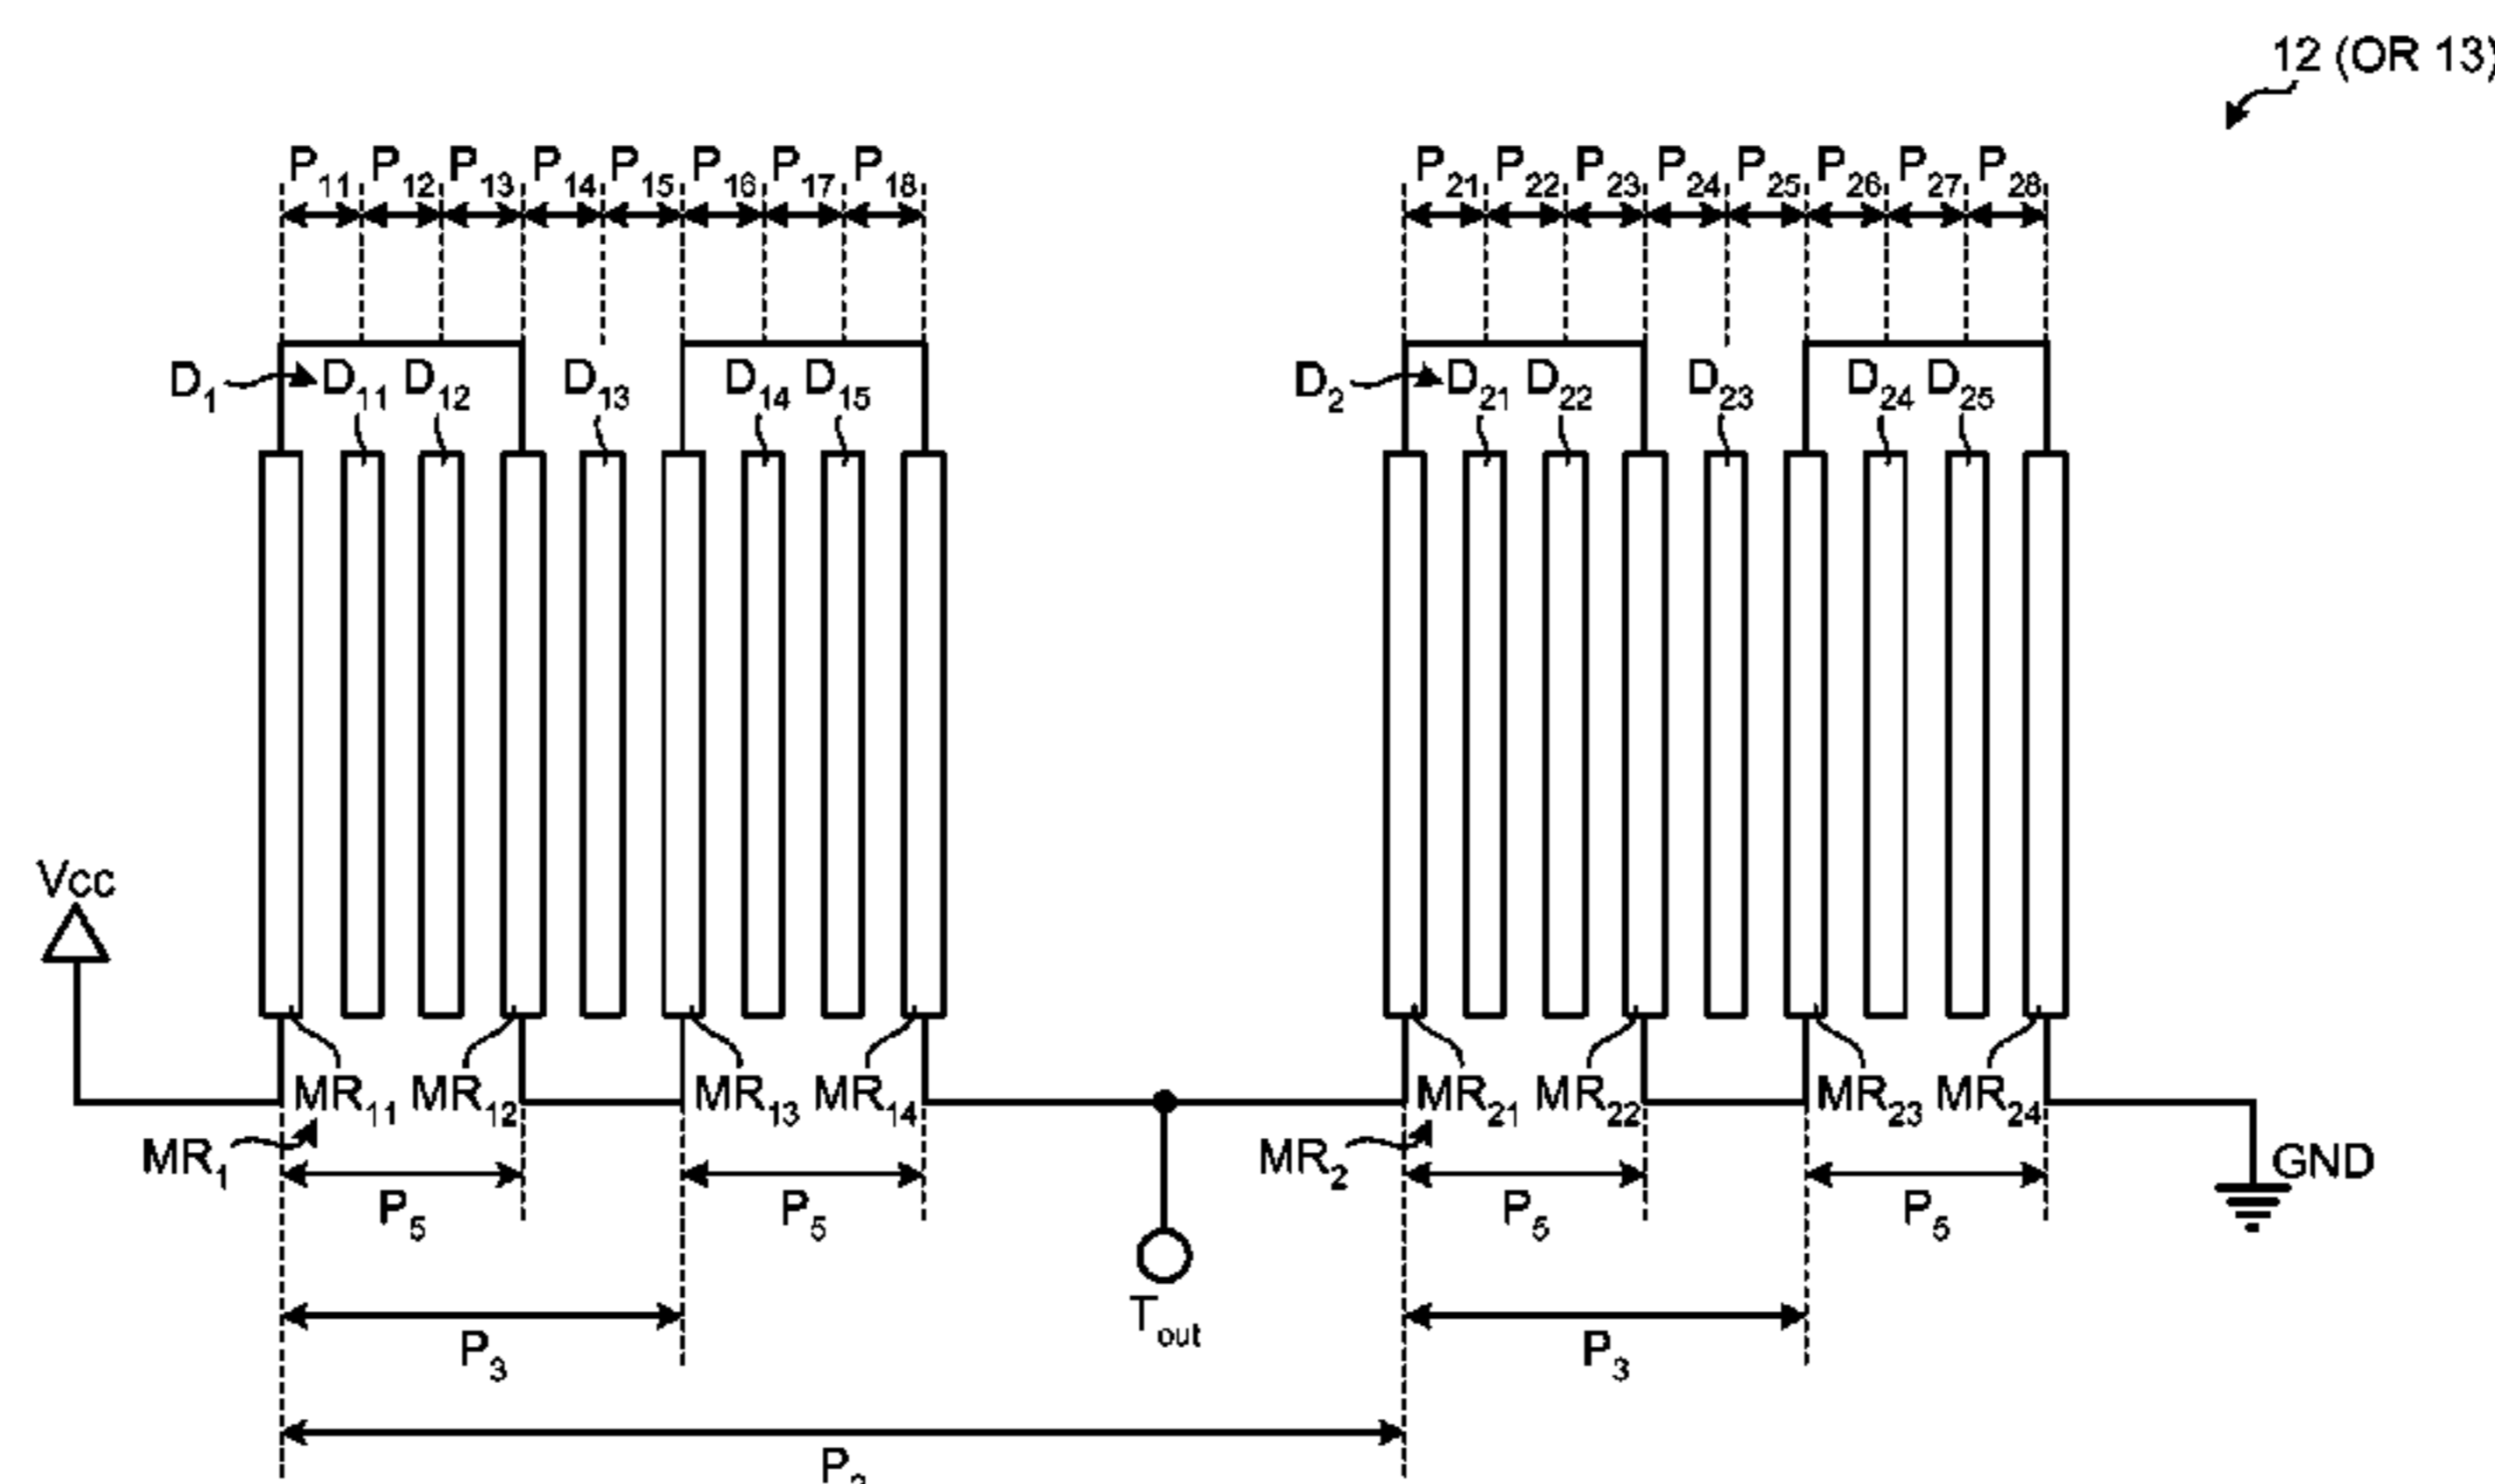 12 (OR 13)
P11 P12 P13 P14 P15 P16 P17 P18 P21 P22 P23 P24 P25 P26 P27 P28
D1 D11 D12 D13 D14 D15 D2 D21 D22 D23 D24 D25
Vcc
MR11 MR12 MR13 MR14 MR21 MR22 MR23 MR24
MR1 MR2 GND
P5 P5 P5 P5
Tout
P3 P3